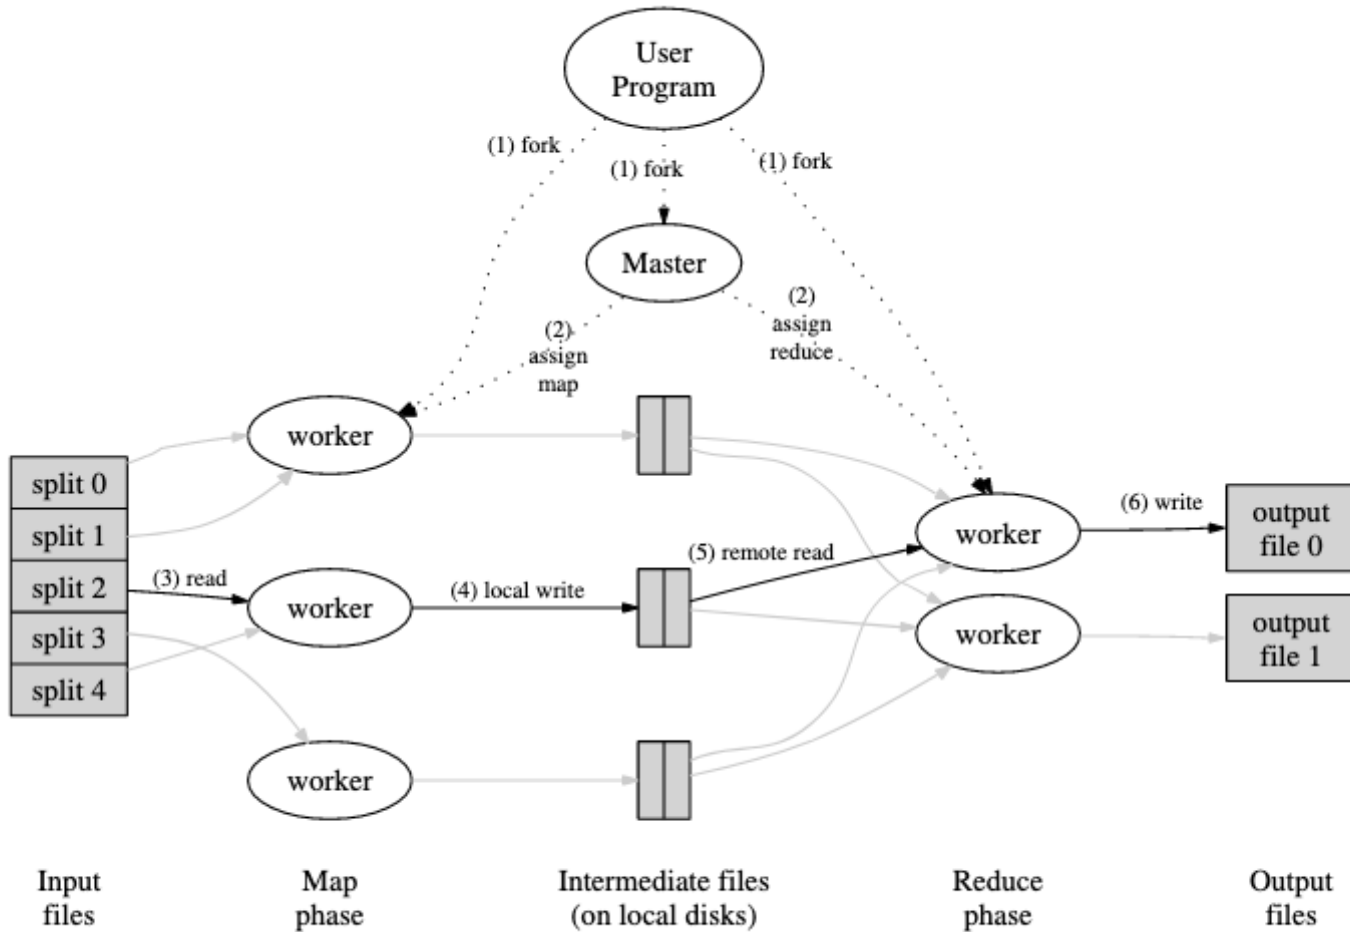 User
Program
(1) fork
(1) fork
(1) fork
Master
(2)
assign
map
(2)
assign
reduce
split 0
split 1
split 2
split 3
split 4
(3) read
worker
worker
worker
(4) local write
(5) remote read
worker
worker
(6) write
output
file 0
output
file 1
Input
files
Map
phase
Intermediate files
(on local disks)
Reduce
phase
Output
files